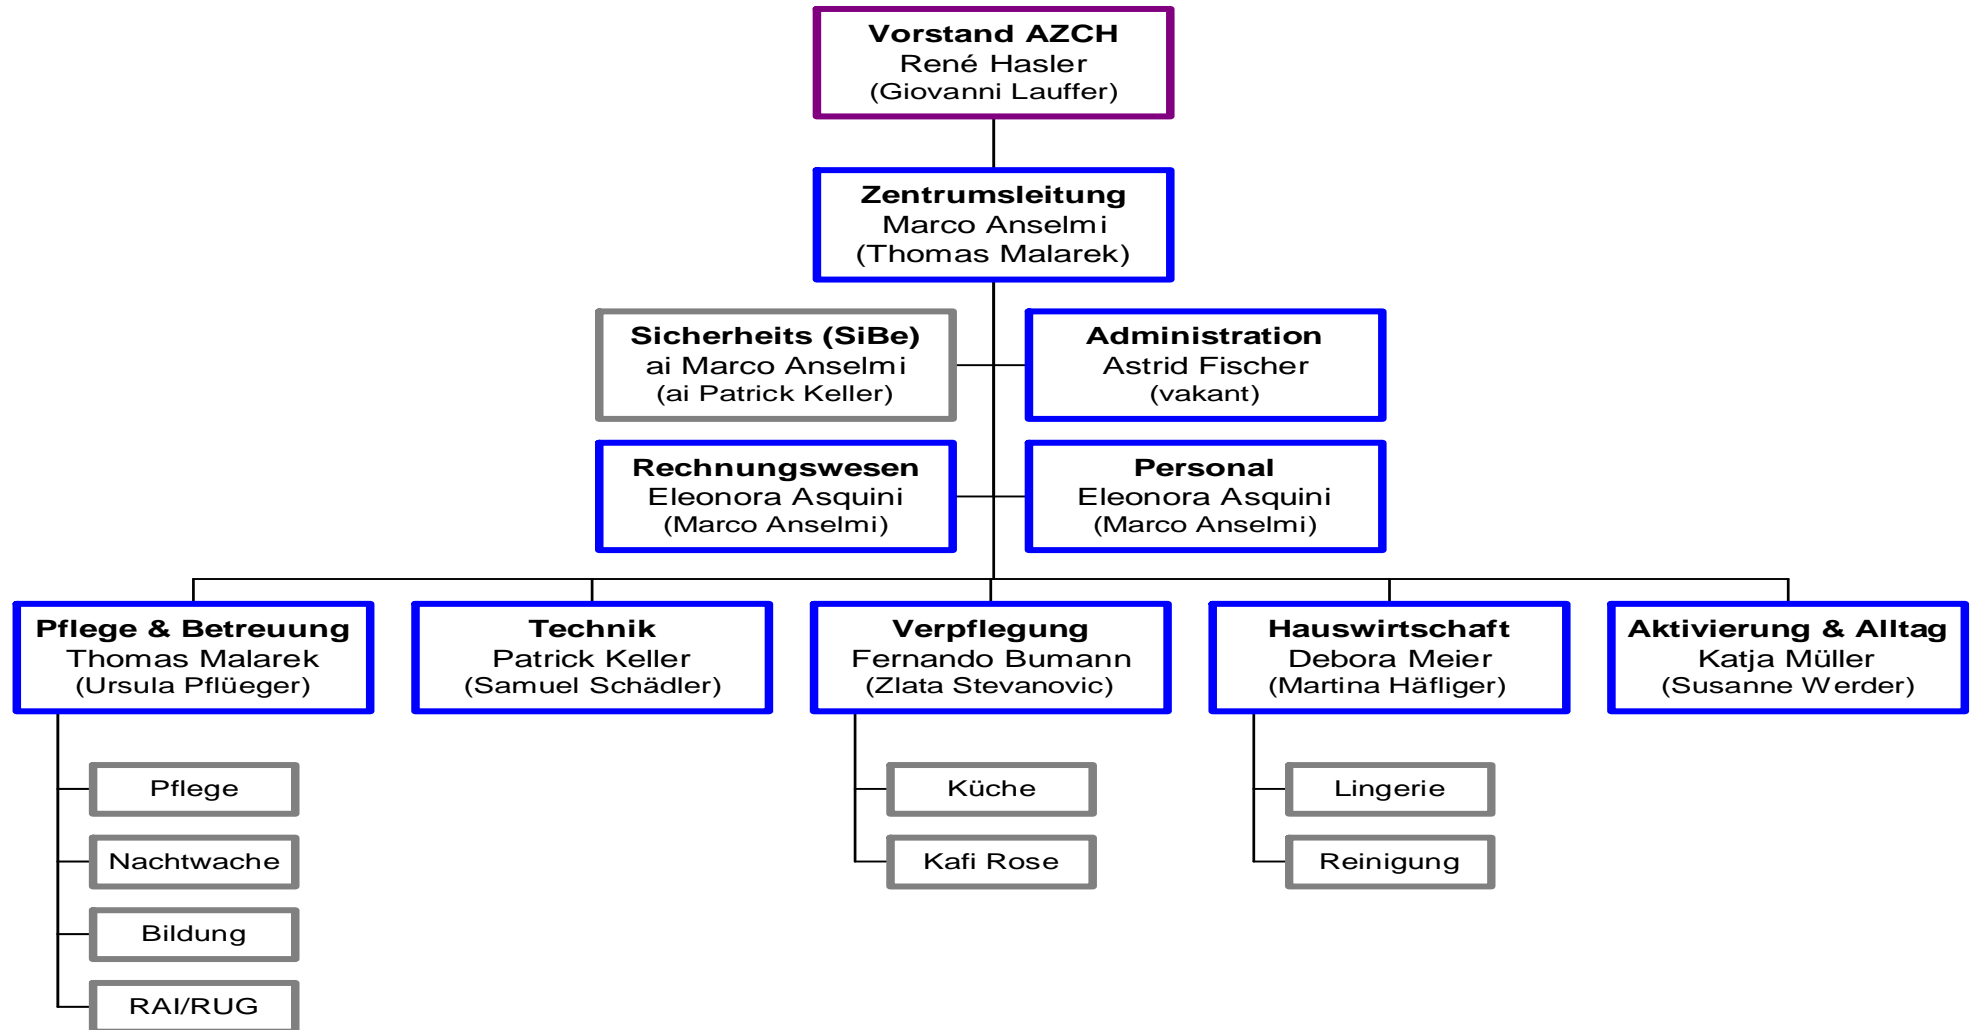 Vorstand AZCH
René Hasler
(Giovanni Lauffer)
Zentrumsleitung
Marco Anselmi
(Thomas Malarek)
Sicherheits (SiBe)
ai Marco Anselmi
(ai Patrick Keller)
Administration
Astrid Fischer
(vakant)
Rechnungswesen
Eleonora Asquini
(Marco Anselmi)
Personal
Eleonora Asquini
(Marco Anselmi)
Pflege & Betreuung
Thomas Malarek
(Ursula Pflüeger)
Technik
Patrick Keller
(Samuel Schädler)
Verpflegung
Fernando Bumann
(Zlata Stevanovic)
Hauswirtschaft
Debora Meier
(Martina Häfliger)
Aktivierung & Alltag
Katja Müller
(Susanne Werder)
Pflege
Nachtwache
Bildung
RAI/RUG
Küche
Kafi Rose
Lingerie
Reinigung